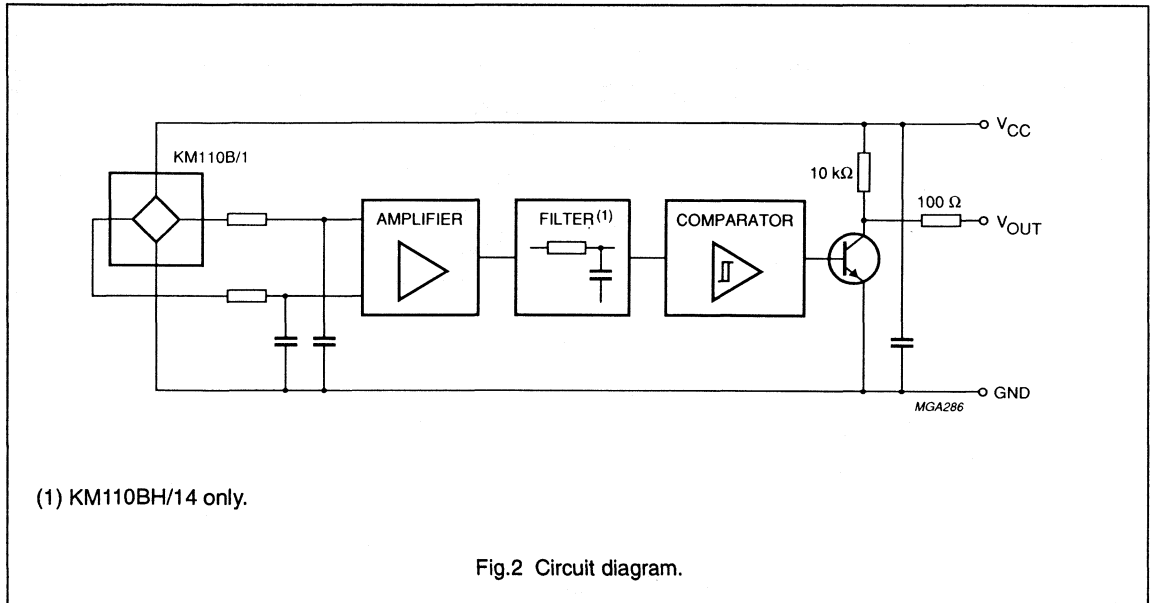 V_CC
KM110B/1
10 kΩ
100 Ω
AMPLIFIER
FILTER(1)
COMPARATOR
V_OUT
GND
MGA286
(1) KM110BH/14 only.
Fig.2 Circuit diagram.